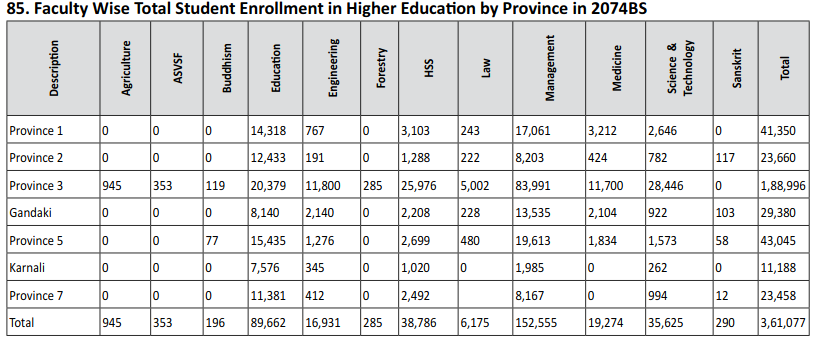 85. Faculty Wise Total Student Enrollment in Higher Education by Province in 2074BS
Description Agriculture ASVSF Buddhism Education Engineering Forestry HSS Law Management Medicine Science & Technology Sanskrit Total
Province 1 0 0 0 14,318 767 0 3,103 243 17,061 3,212 2,646 0 41,350
Province 2 0 0 0 12,433 191 0 1,288 222 8,203 424 782 117 23,660
Province 3 945 353 119 20,379 11,800 285 25,976 5,002 83,991 11,700 28,446 0 1,88,996
Gandaki 0 0 0 8,140 2,140 0 2,208 228 13,535 2,104 922 103 29,380
Province 5 0 0 77 15,435 1,276 0 2,699 480 19,613 1,834 1,573 58 43,045
Karnali 0 0 0 7,576 345 0 1,020 0 1,985 0 262 0 11,188
Province 7 0 0 0 11,381 412 0 2,492 8,167 0 994 12 23,458
Total 945 353 196 89,662 16,931 285 38,786 6,175 152,555 19,274 35,625 290 3,61,077